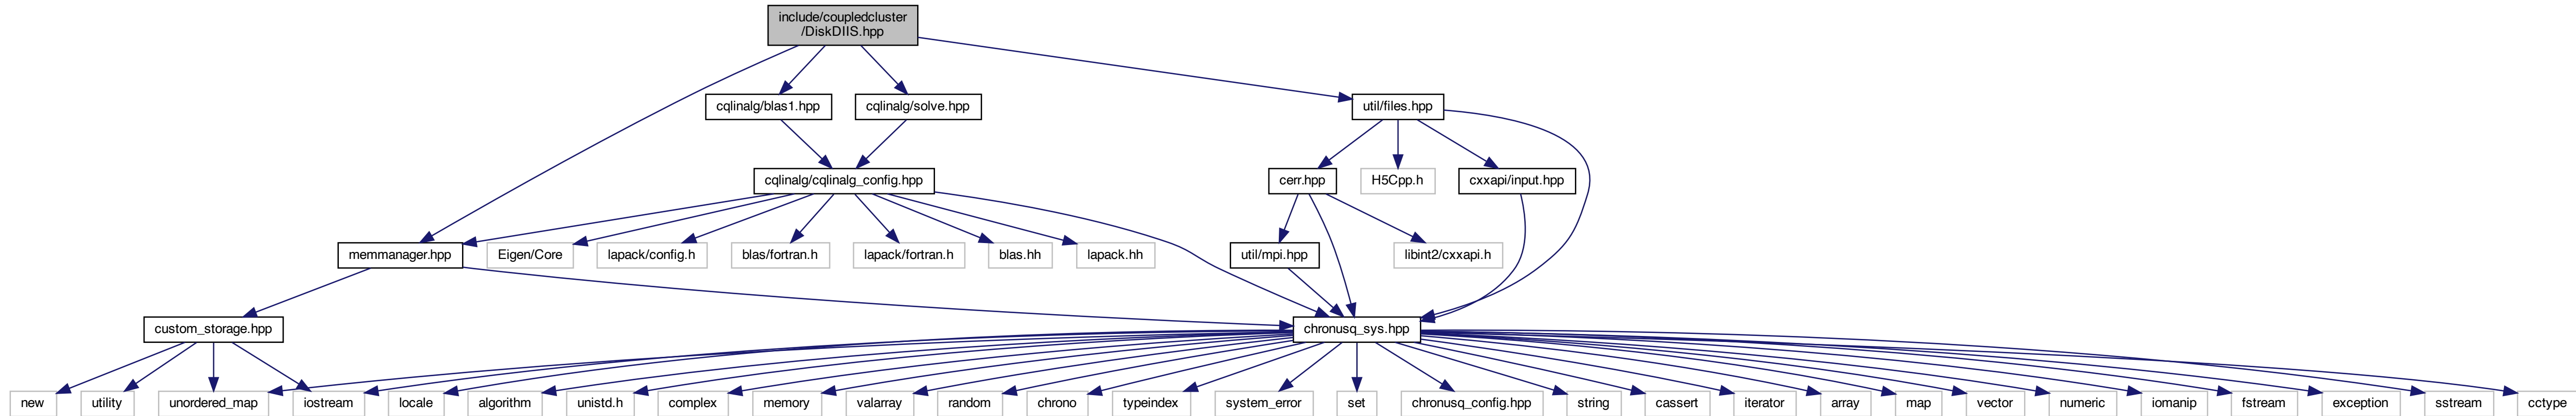 include/coupledcluster
/DiskDIIS.hpp
cqlinalg/blas1.hpp
cqlinalg/solve.hpp
util/files.hpp
cqlinalg/cqlinalg_config.hpp
cerr.hpp
H5Cpp.h
cxxapi/input.hpp
memmanager.hpp
Eigen/Core
lapack/config.h
blas/fortran.h
lapack/fortran.h
blas.hh
lapack.hh
util/mpi.hpp
libint2/cxxapi.h
custom_storage.hpp
chronusq_sys.hpp
new
utility
unordered_map
iostream
locale
algorithm
unistd.h
complex
memory
valarray
random
chrono
typeindex
system_error
set
chronusq_config.hpp
string
cassert
iterator
array
map
vector
numeric
iomanip
fstream
exception
sstream
cctype